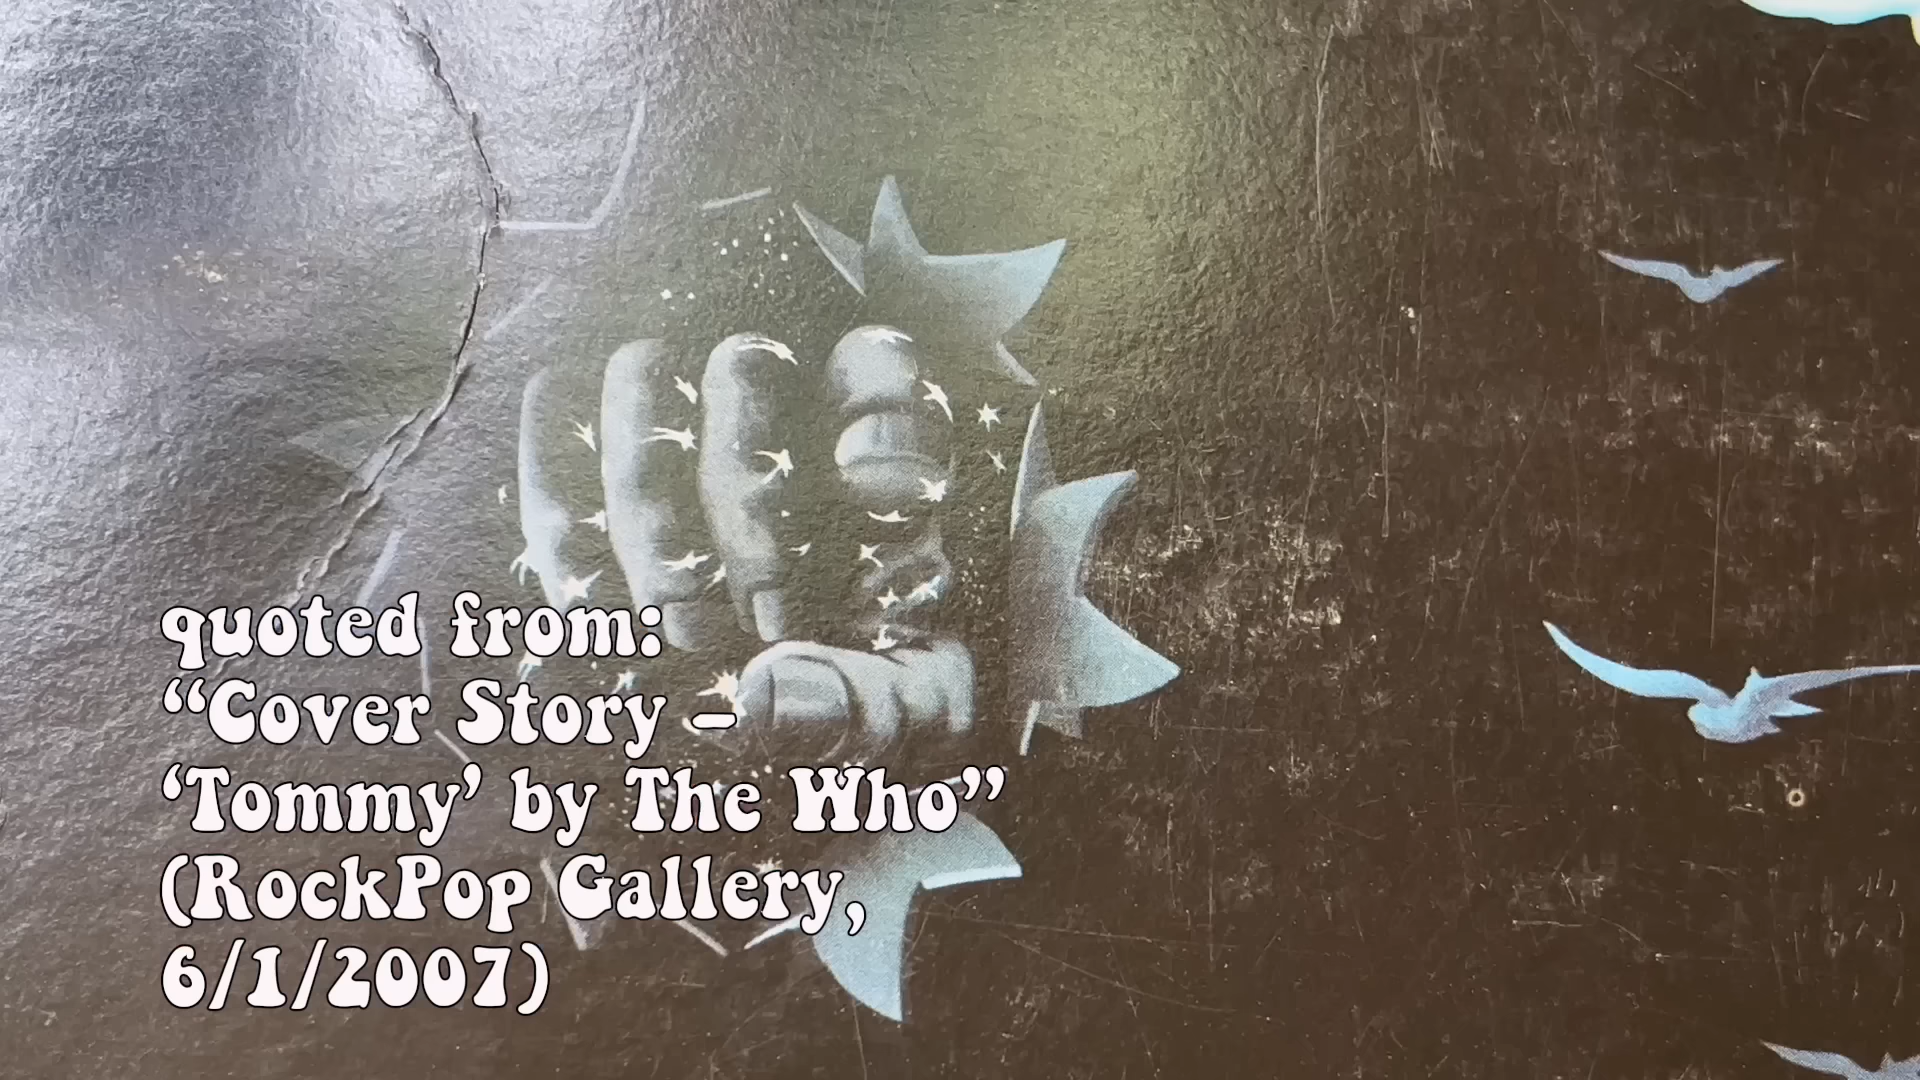 quoted from:
“Cover Story –
‘Tommy’ by The Who”
(RockPop Gallery,
6/1/2007)